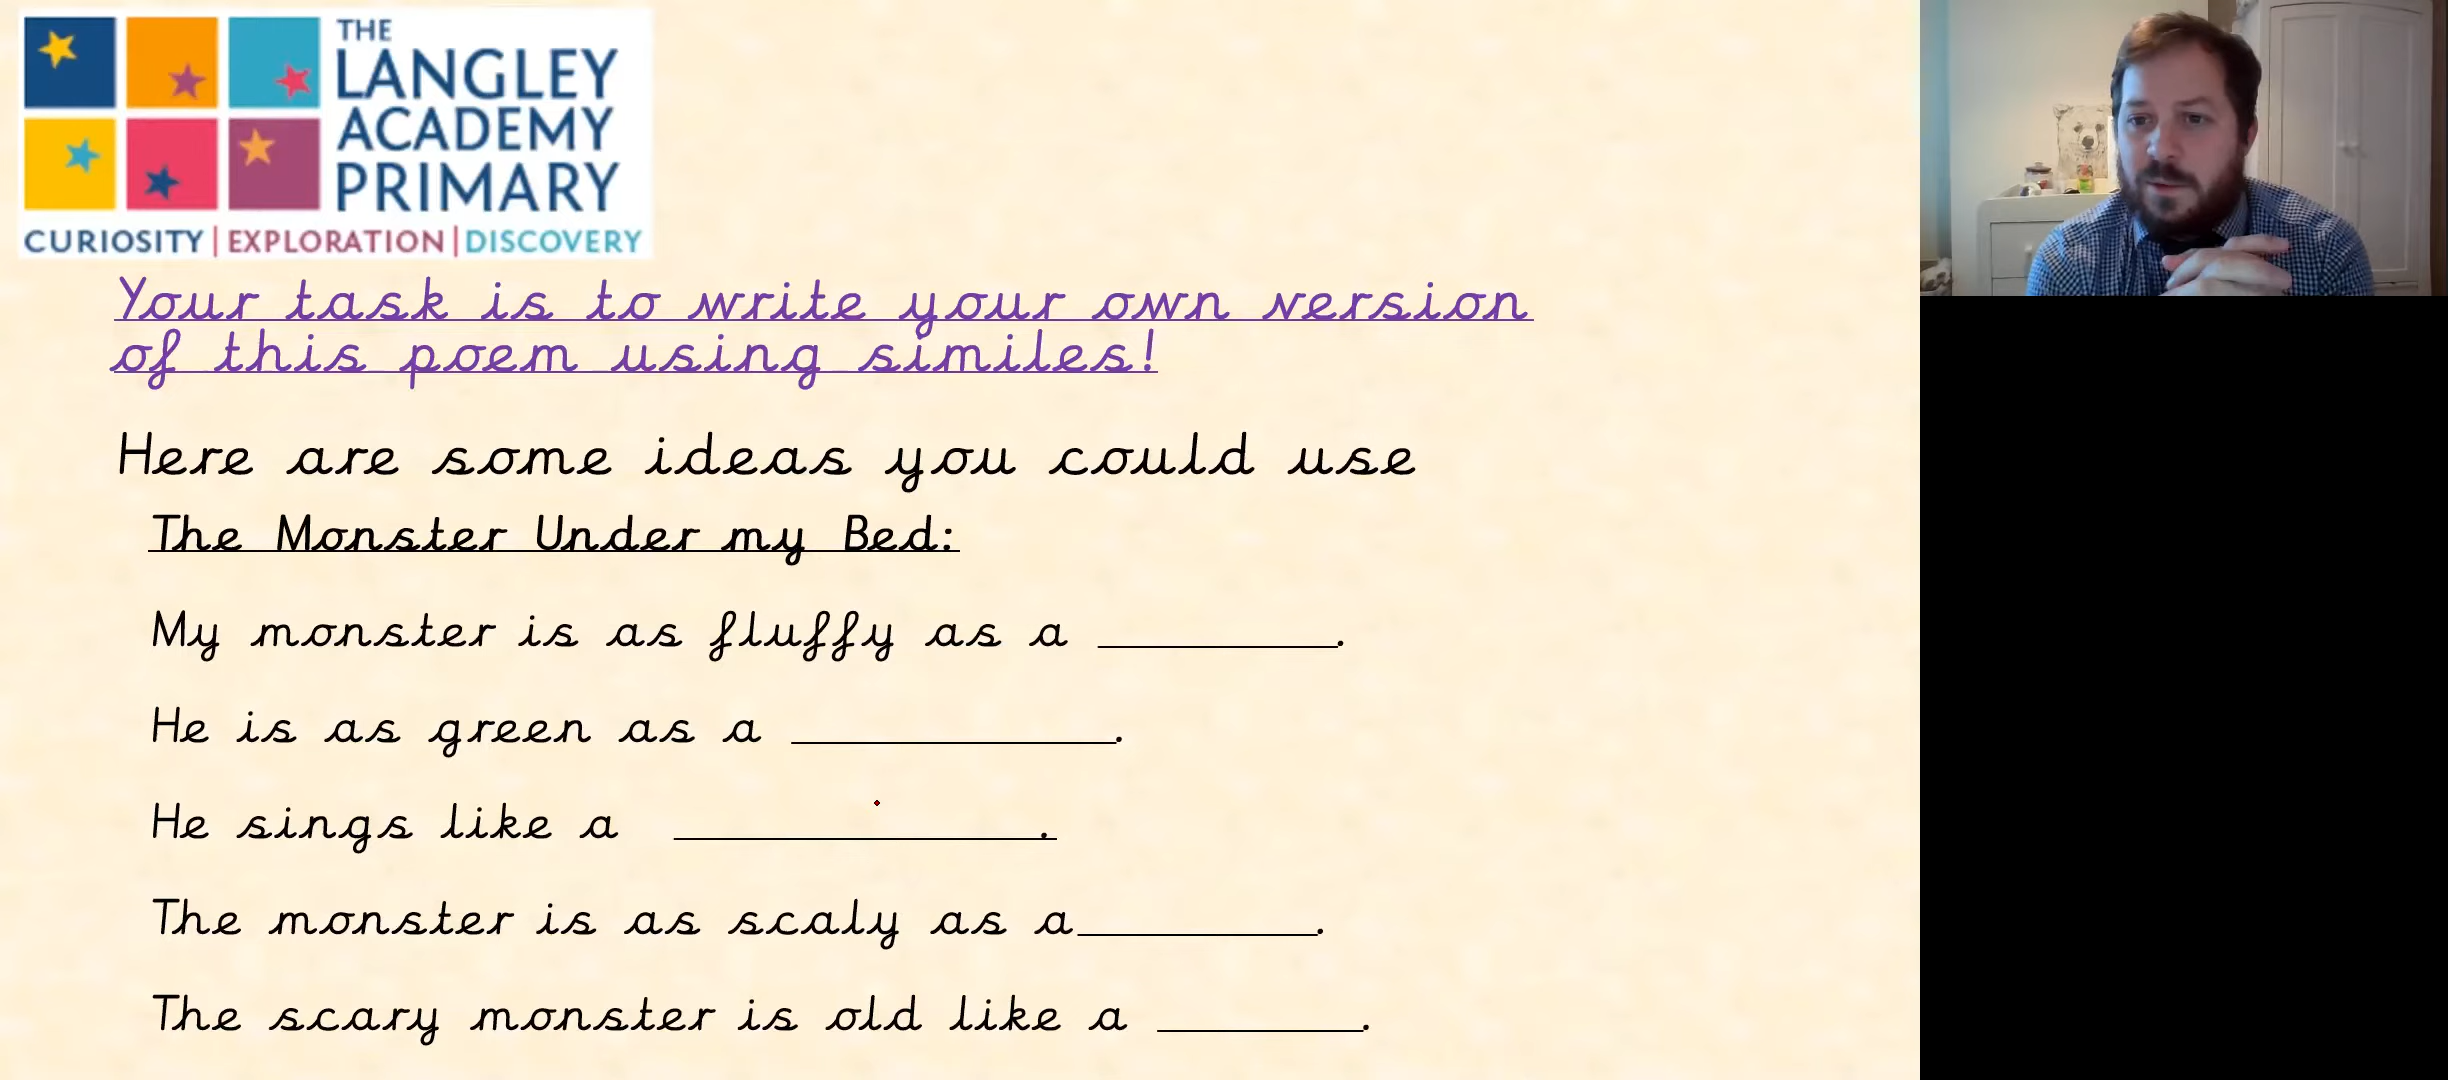 THE
LANGLEY
ACADEMY
PRIMARY
CURIOSITY | EXPLORATION | DISCOVERY
Your task is to write your own version
of this poem using similes!
Here are some ideas you could use
The Monster Under my Bed:
My monster is as fluffy as a ________.
He is as green as a ___________.
He sings like a _____________.
The monster is as scaly as a________.
The scary monster is old like a _______.